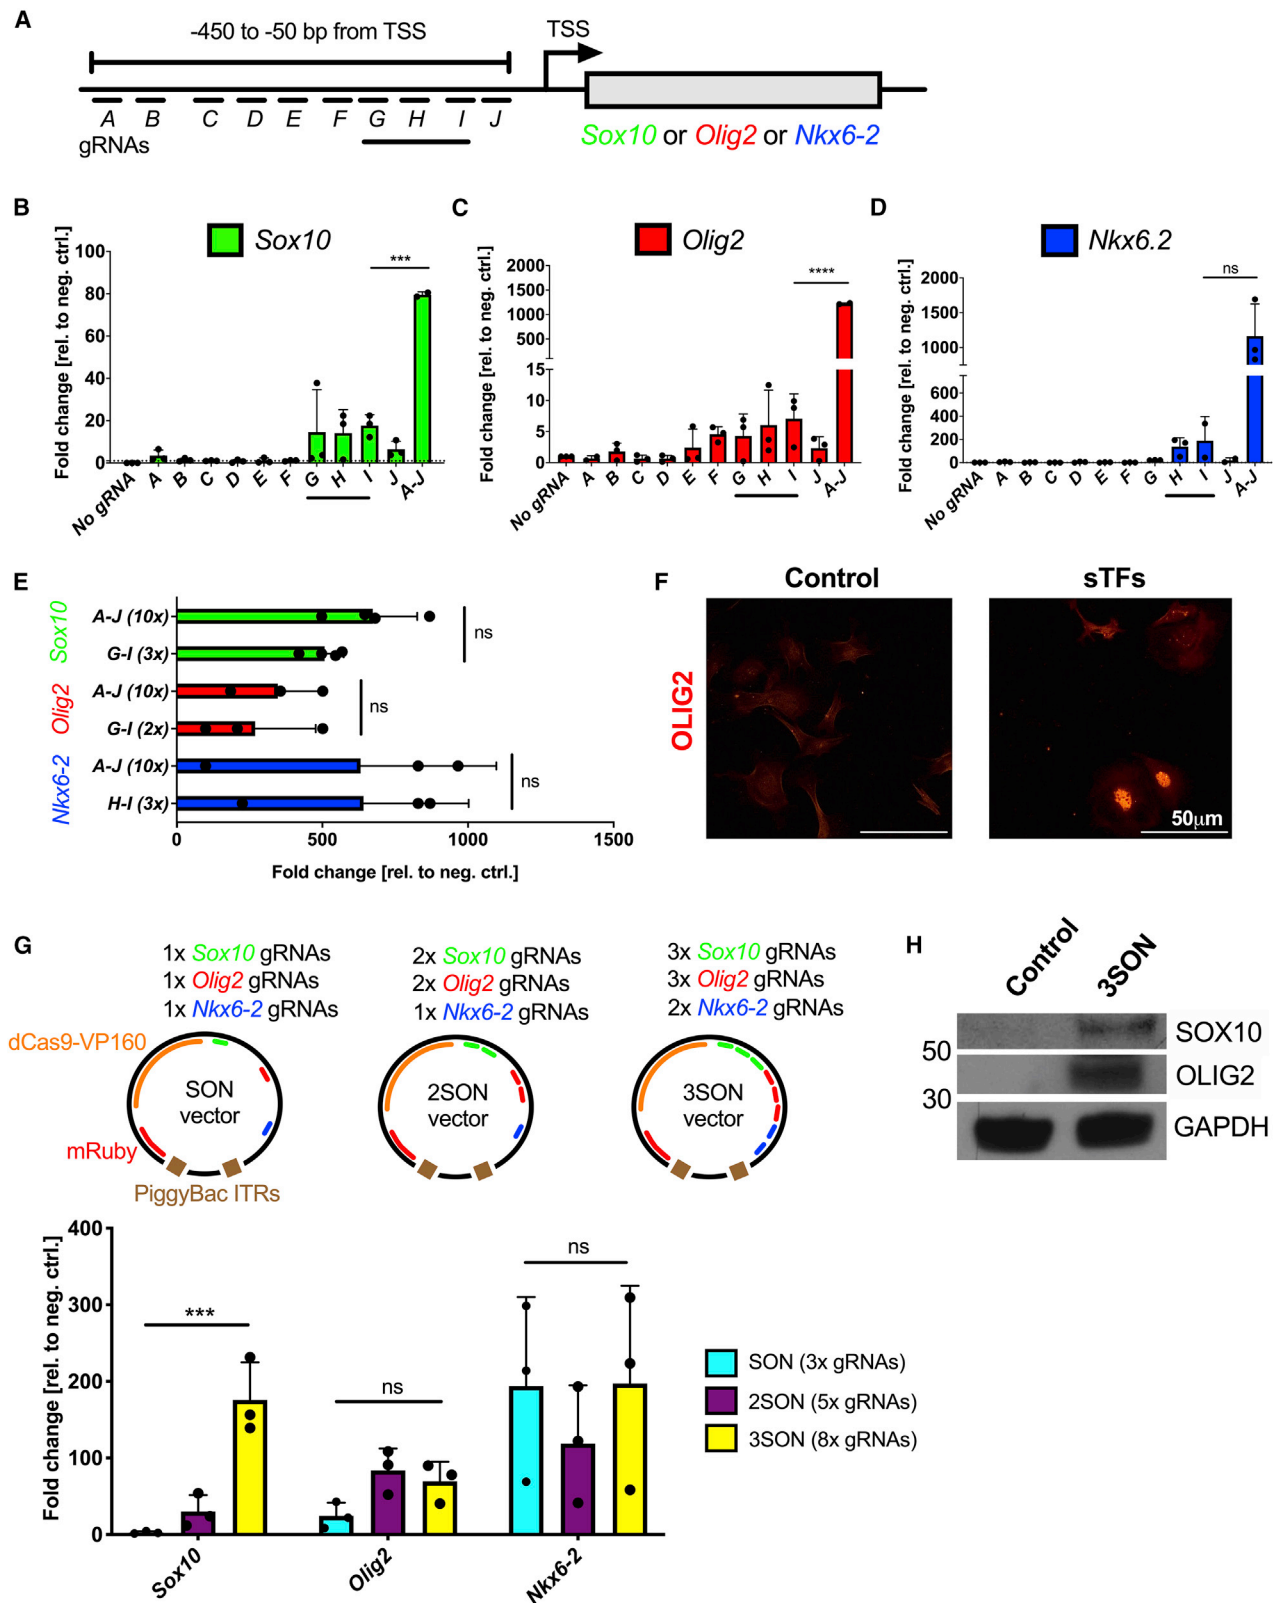 A
-450 to -50 bp from TSS
TSS
A B C D E F G H I J
gRNAs
Sox10 or Olig2 or Nkx6-2
B
Sox10
Fold change [rel. to neg. ctrl.]
100
80
60
40
20
0
***
No gRNA A B C D E F G H I J A-J
C
Olig2
Fold change [rel. to neg. ctrl.]
2000
1500
1000
500
15
10
5
0
****
No gRNA A B C D E F G H I J A-J
D
Nkx6.2
Fold change [rel. to neg. ctrl.]
2000
1500
1000
600
400
200
0
ns
No gRNA A B C D E F G H I J A-J
E
Sox10
A-J (10x)
G-I (3x)
ns
Olig2
A-J (10x)
G-I (2x)
ns
Nkx6-2
A-J (10x)
H-I (3x)
ns
0 500 1000 1500
Fold change [rel. to neg. ctrl.]
F
Control
sTFs
OLIG2
50μm
G
1x Sox10 gRNAs
1x Olig2 gRNAs
1x Nkx6-2 gRNAs
2x Sox10 gRNAs
2x Olig2 gRNAs
1x Nkx6-2 gRNAs
3x Sox10 gRNAs
3x Olig2 gRNAs
2x Nkx6-2 gRNAs
dCas9-VP160
SON
vector
2SON
vector
3SON
vector
mRuby
PiggyBac ITRs
Fold change [rel. to neg. ctrl.]
400
300
200
100
0
***
ns
ns
Sox10 Olig2 Nkx6-2
SON (3x gRNAs)
2SON (5x gRNAs)
3SON (8x gRNAs)
H
Control
3SON
SOX10
50
OLIG2
30
GAPDH